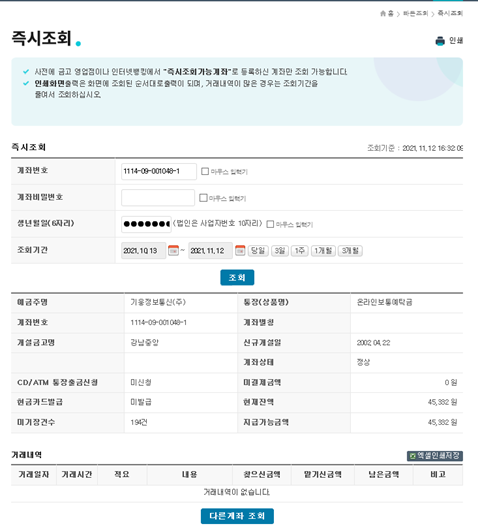 홈 > 빠른조회 > 즉시조회
즉시조회
인쇄
사전에 금고 영업점이나 인터넷뱅킹에서 "즉시조회가능계좌"로 등록하신 계좌만 조회 가능합니다.
인쇄화면출력은 화면에 조회된 순서대로출력이 되며, 거래내역이 많은 경우는 조회기간을
줄여서 조회하십시오.
즉시조회
조회기준 : 2021.11.12 16:32:09
계좌번호 1114-09-001048-1 마우스 입력기
계좌비밀번호 마우스 입력기
생년월일(6자리) ●●●●●●● (법인은 사업자번호 10자리) 마우스 입력기
조회기간 2021.10.13 ~ 2021.11.12 당일 3일 1주 1개월 3개월
조회
예금주명 기웅정보통신(주) 통장(상품명) 온라인보통예탁금
계좌번호 1114-09-001048-1 계좌별칭
개설금고명 강남중앙 신규개설일 2002.04.22
계좌상태 정상
CD/ATM 통장출금신청 미신청 미결제금액 0 원
현금카드발급 미발급 현재잔액 45,332 원
미기장건수 194건 지급가능금액 45,332 원
거래내역
엑셀인쇄저장
거래일자 거래시간 적요 내용 찾으신금액 맡기신금액 남은금액 비고
거래내역이 없습니다.
다른계좌 조회